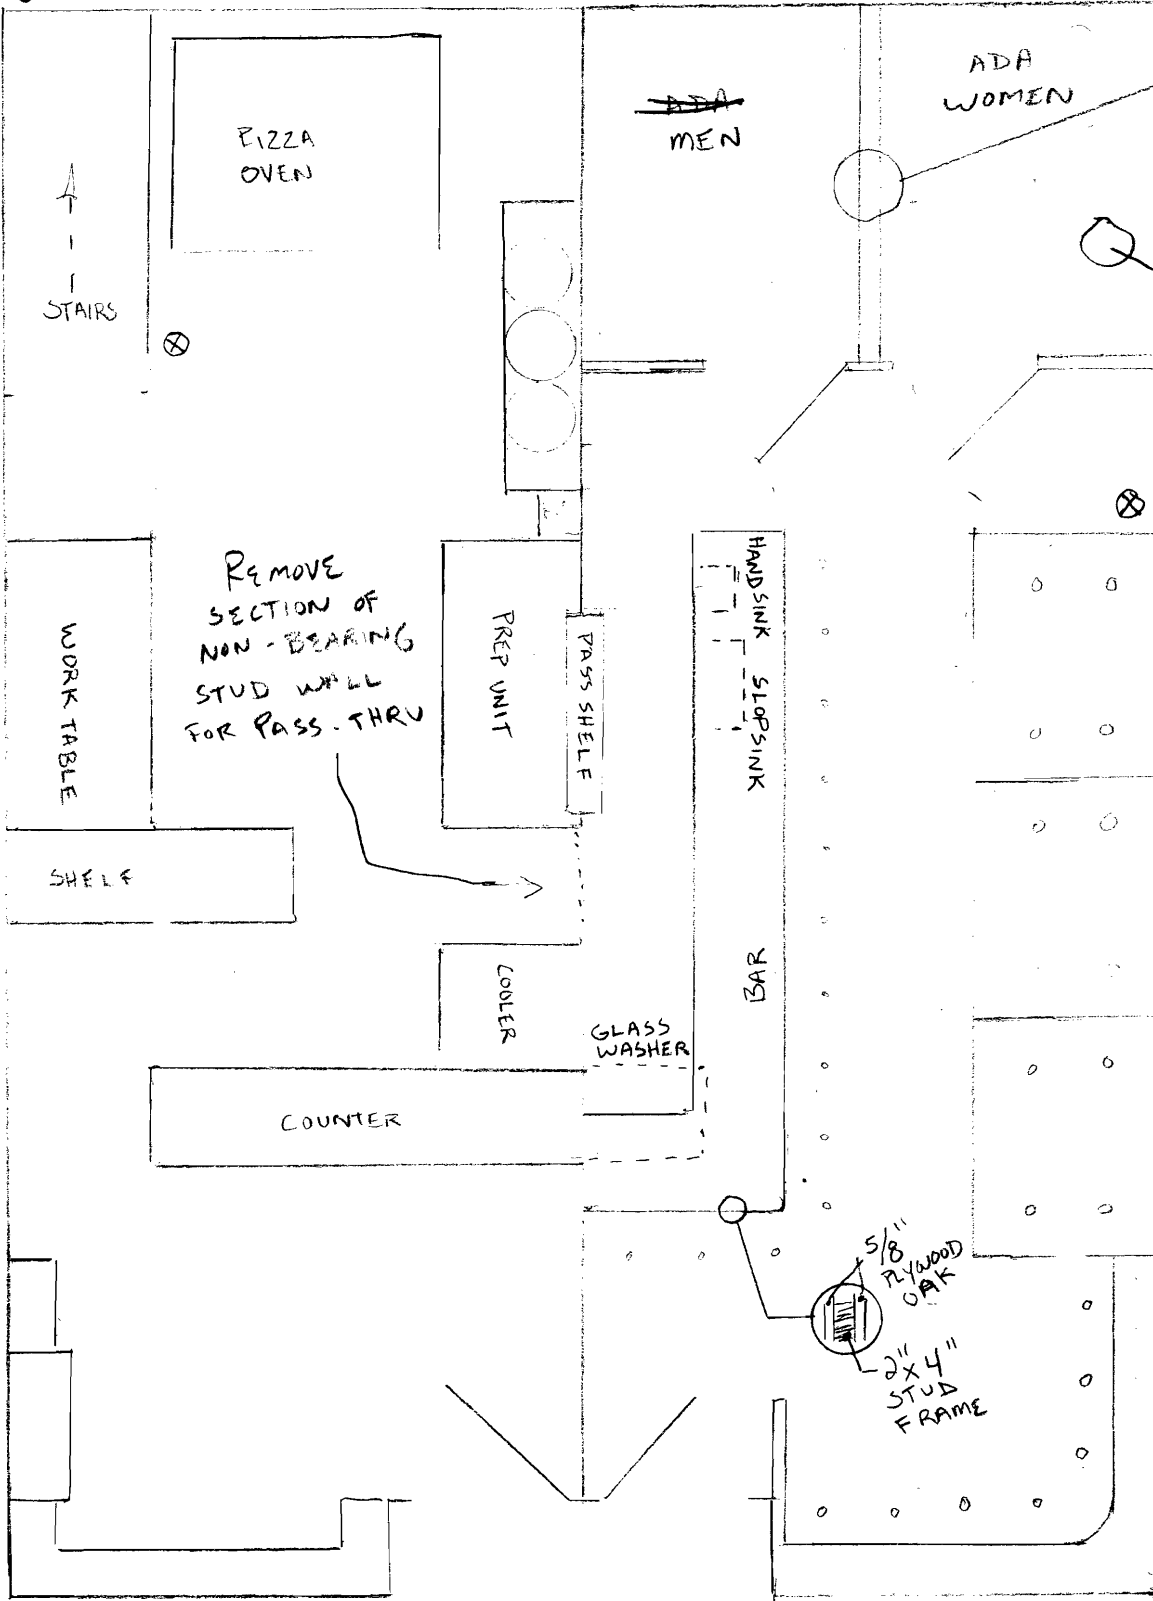 PIZZA
OVEN
ADA
MEN
ADA
WOMEN
STAIRS
REMOVE
SECTION OF
NON-BEARING
STUD WALL
FOR PASS-THRU
WORK TABLE
PREP UNIT
PASS SHELF
HANDSINK
SLOPSINK
SHELF
COOLER
BAR
GLASS
WASHER
COUNTER
5/8"
PLYWOOD
OAK
2" X 4"
STUD
FRAME